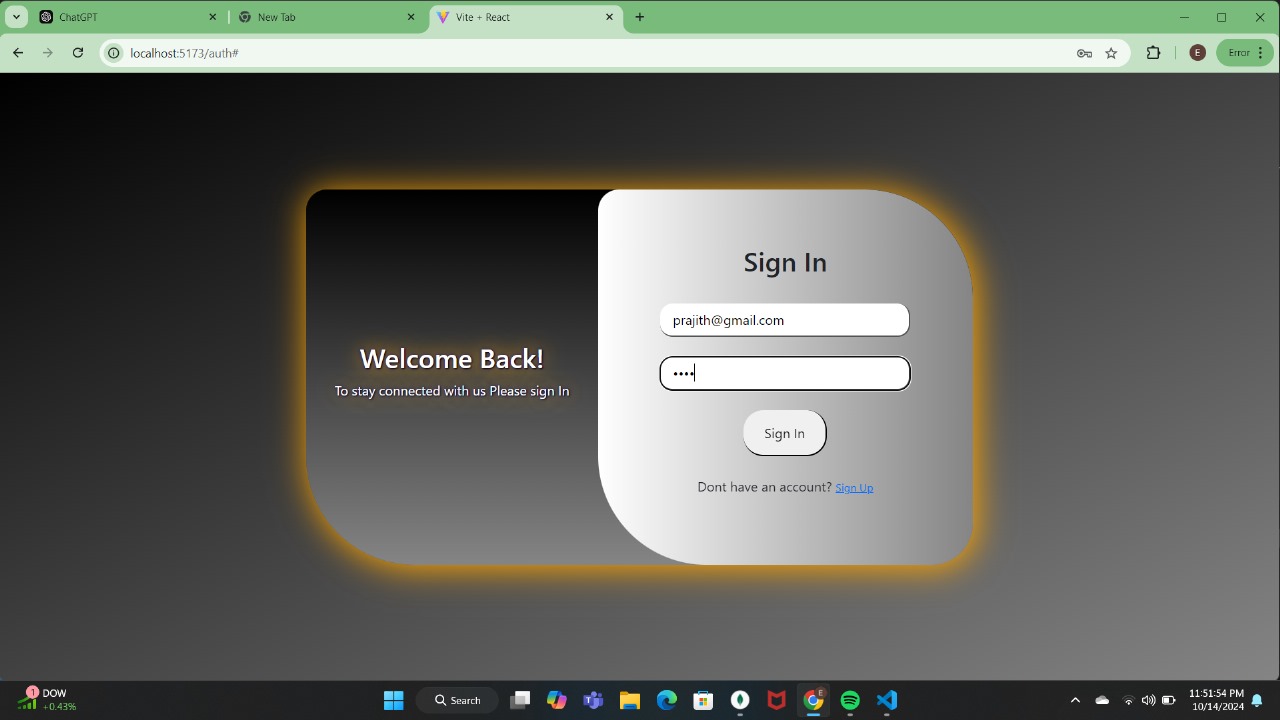 ChatGPT
New Tab
Vite + React
localhost:5173/auth#
E
Error
Sign In
prajith@gmail.com
Welcome Back!
To stay connected with us Please sign In
••••
Sign In
Dont have an account? Sign Up
1
DOW
+0.43%
Search
E
11:51:54 PM
10/14/2024